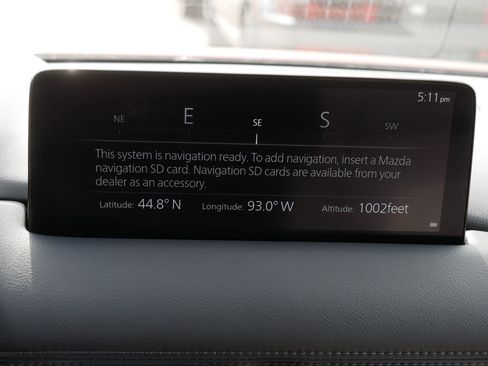 5:11pm
NE E SE S SW
This system is navigation ready. To add navigation, insert a Mazda
navigation SD card. Navigation SD cards are available from your
dealer as an accessory.
Latitude: 44.8° N Longitude: 93.0° W Altitude: 1002feet